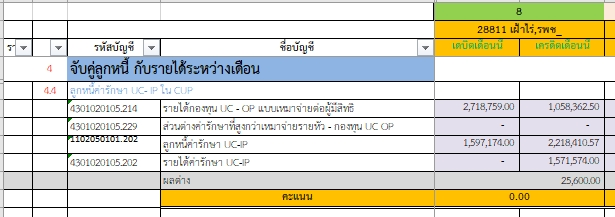 8
28811 เฝ้าไร่,รพช_
รหัสบัญชี ชื่อบัญชี เดบิตเดือนนี้ เครดิตเดือนนี้
4 จับคู่ลูกหนี้ กับรายได้ระหว่างเดือน
4.4 ลูกหนี้ค่ารักษา UC- IP ใน CUP
4301020105.214 รายได้กองทุน UC - OP แบบเหมาจ่ายต่อผู้มีสิทธิ 2,718,759.00 1,058,362.50
4301020105.229 ส่วนต่างค่ารักษาที่สูงกว่าเหมาจ่ายรายหัว - กองทุน UC OP - -
1102050101.202 ลูกหนี้ค่ารักษา UC-IP 1,597,174.00 2,218,410.57
4301020105.202 รายได้ค่ารักษา UC-IP - 1,571,574.00
ผลต่าง 25,600.00
คะแนน 0.00